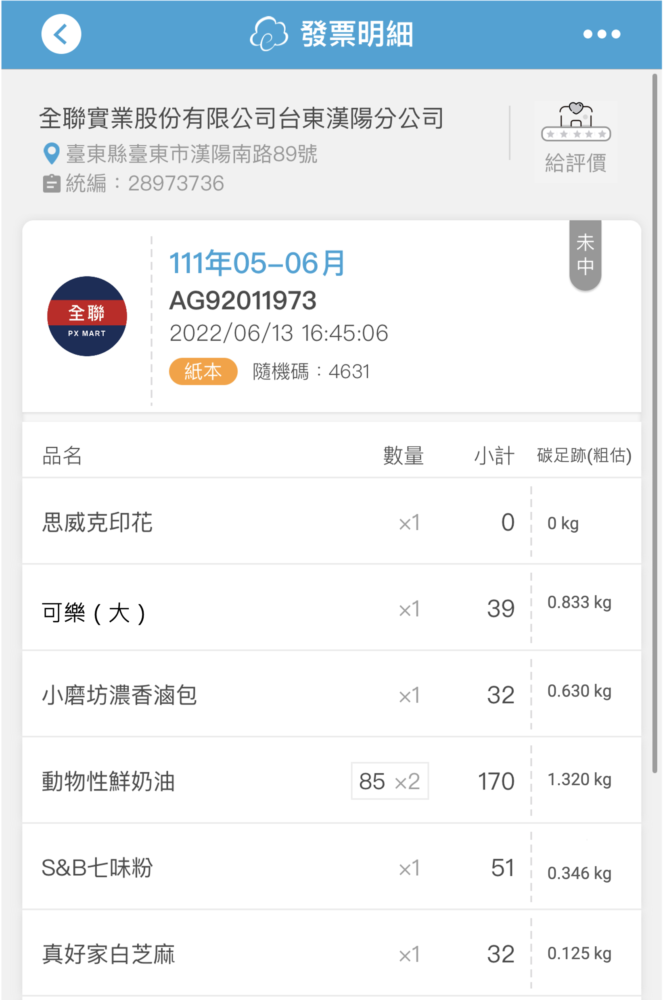 發票明細
全聯實業股份有限公司台東漢陽分公司
臺東縣臺東市漢陽南路89號
統編：28973736
給評價
未中
111年05–06月
AG92011973
2022/06/13 16:45:06
紙本 隨機碼：4631
全聯
PX MART
品名 數量 小計 碳足跡(粗估)
思威克印花 ×1 0 0 kg
可樂（大） ×1 39 0.833 kg
小磨坊濃香滷包 ×1 32 0.630 kg
動物性鮮奶油 85 ×2 170 1.320 kg
S&B七味粉 ×1 51 0.346 kg
真好家白芝麻 ×1 32 0.125 kg